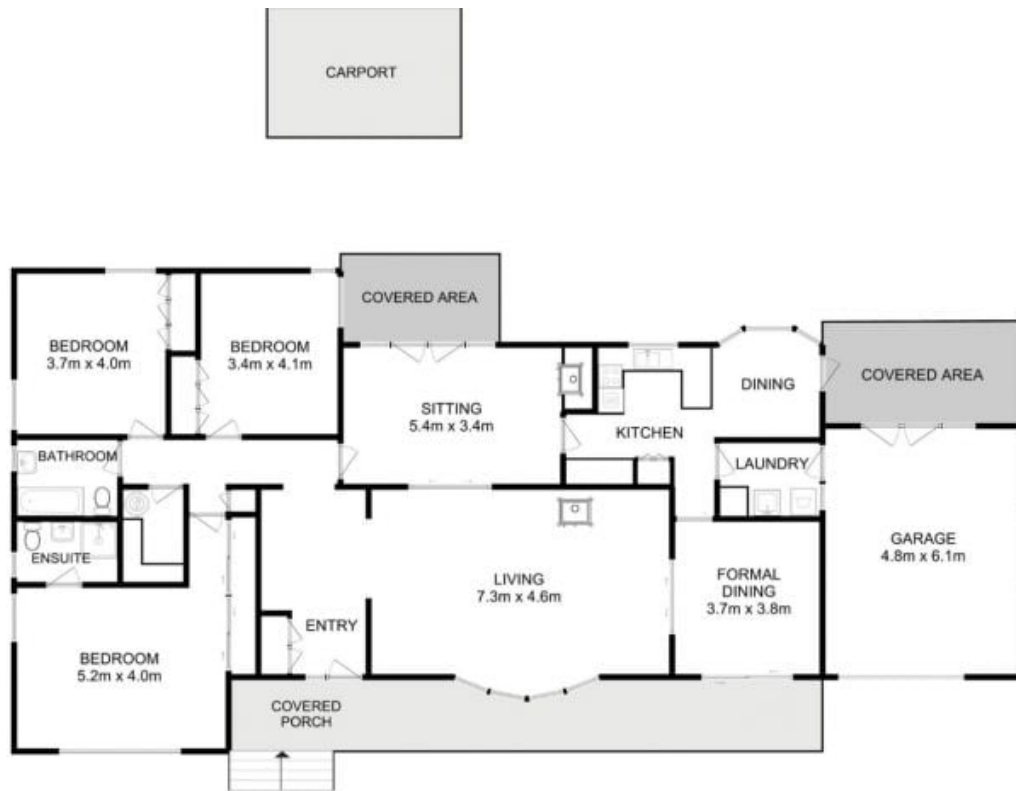 CARPORT
COVERED AREA
BEDROOM
3.7m x 4.0m
BEDROOM
3.4m x 4.1m
SITTING
5.4m x 3.4m
DINING
COVERED AREA
KITCHEN
BATHROOM
LAUNDRY
ENSUITE
LIVING
7.3m x 4.6m
FORMAL
DINING
3.7m x 3.8m
GARAGE
4.8m x 6.1m
ENTRY
BEDROOM
5.2m x 4.0m
COVERED
PORCH